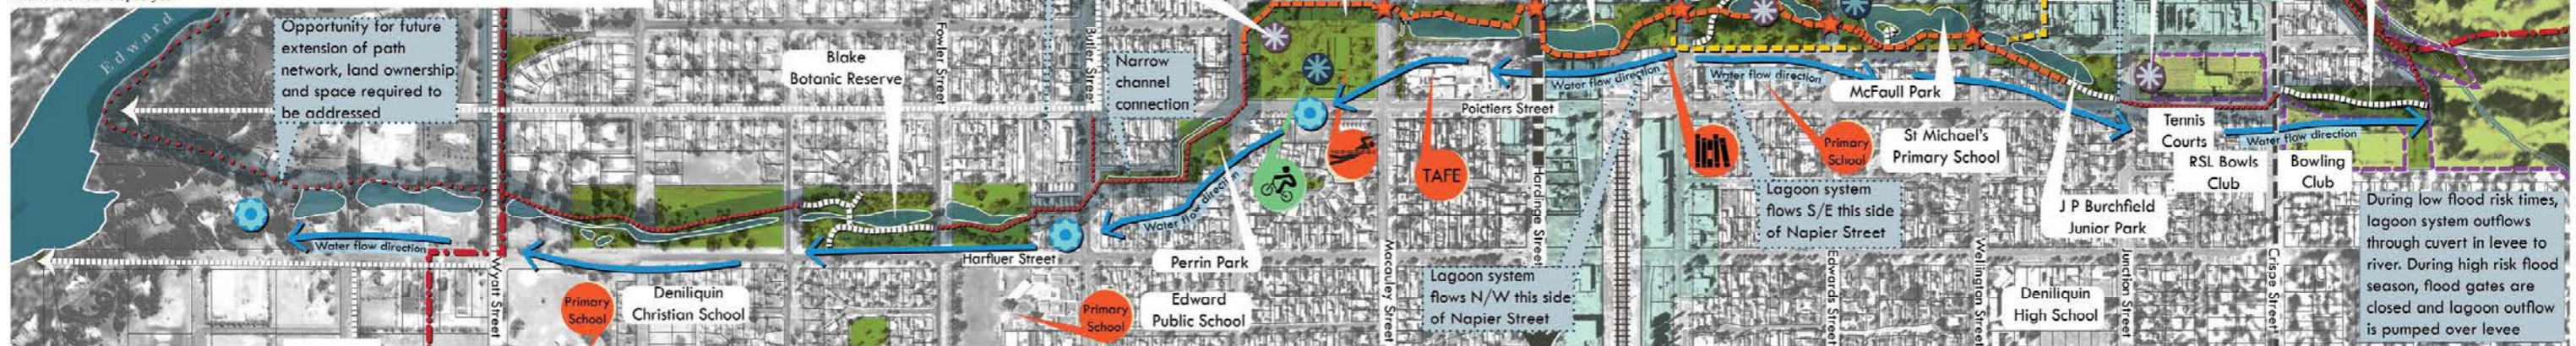 Edward
Opportunity for future
extension of path
network, land ownership
and space required to
be addressed
Water flow direction
Wyatt Street
Primary
School
Deniliquin
Christian School
Blake
Botanic Reserve
Fowler Street
Harfluer Street
Primary
School
Edward
Public School
Butler Street
Narrow
channel
connection
Water flow direction
Perrin Park
TAFE
Macauley Street
Poictiers Street
Hardinge Street
Water flow direction
Lagoon system
flows N/W this side
of Napier Street
Water flow direction
Primary
School
St Michael's
Primary School
McFaull Park
Lagoon system
flows S/E this side
of Napier Street
Edwards Street
Wellington Street
J P Burchfield
Junior Park
Deniliquin
High School
Junction Street
Tennis
Courts
RSL Bowls
Club
Water flow direction
Crispe Street
Bowling
Club
During low flood risk times,
lagoon system outflows
through cuvert in levee to
river. During high risk flood
season, flood gates are
closed and lagoon outflow
is pumped over levee